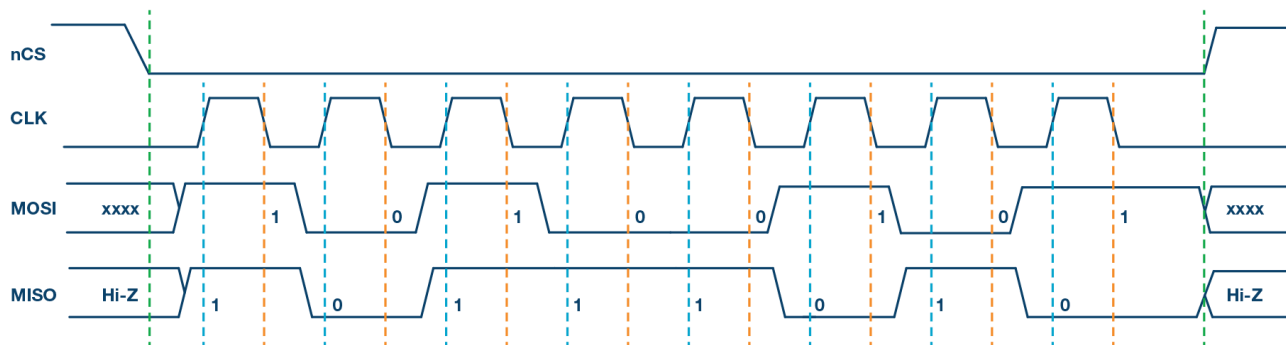 nCS
CLK
MOSI xxxx 1 0 1 0 0 1 0 1 xxxx
MISO Hi-Z 1 0 1 1 1 0 1 0 Hi-Z